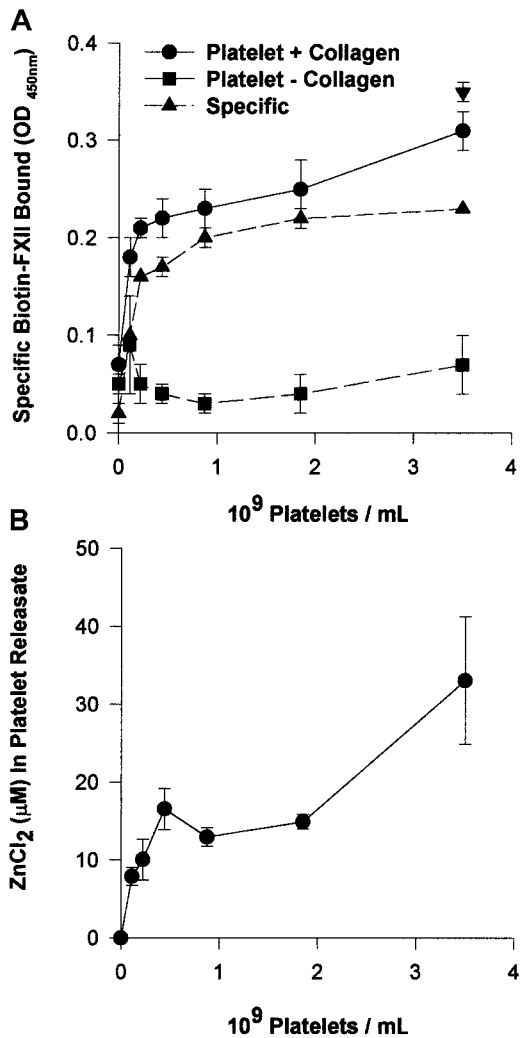 A
Specific Biotin-FXII Bound (OD 450nm)
0.4
0.3
0.2
0.1
0.0
Platelet + Collagen
Platelet - Collagen
Specific
0 1 2 3 4
10⁹ Platelets / mL
B
ZnCl₂ (μM) In Platelet Releasate
50
40
30
20
10
0
0 1 2 3 4
10⁹ Platelets / mL